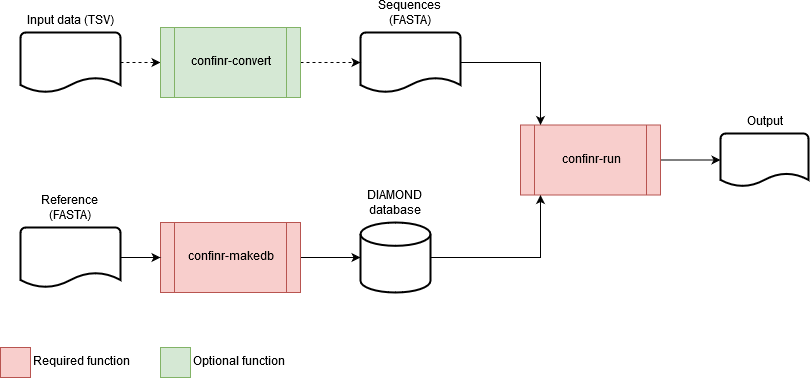 Input data (TSV)
Sequences
(FASTA)
confinr-convert
confinr-run
Output
Reference
(FASTA)
DIAMOND
database
confinr-makedb
Required function
Optional function